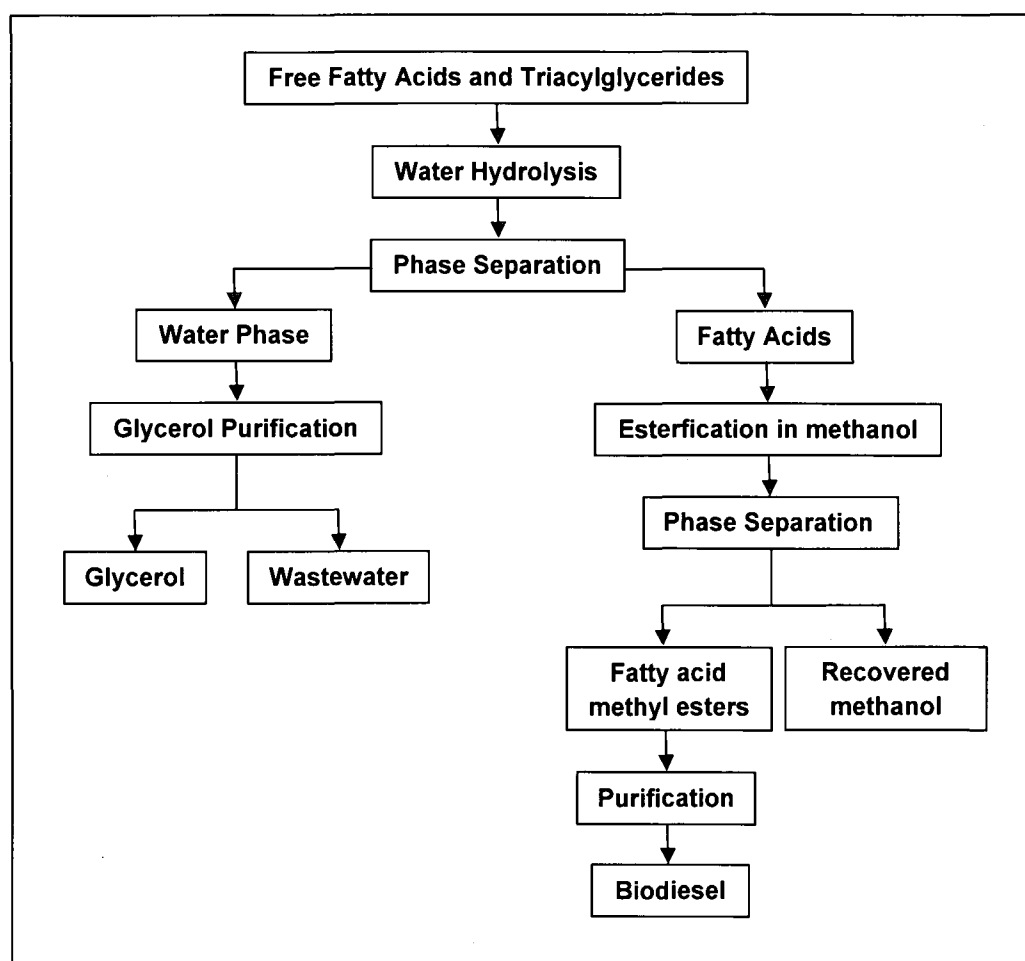 Free Fatty Acids and Triacylglycerides
Water Hydrolysis
Phase Separation
Water Phase
Fatty Acids
Glycerol Purification
Esterfication in methanol
Phase Separation
Glycerol
Wastewater
Fatty acid
methyl esters
Recovered
methanol
Purification
Biodiesel